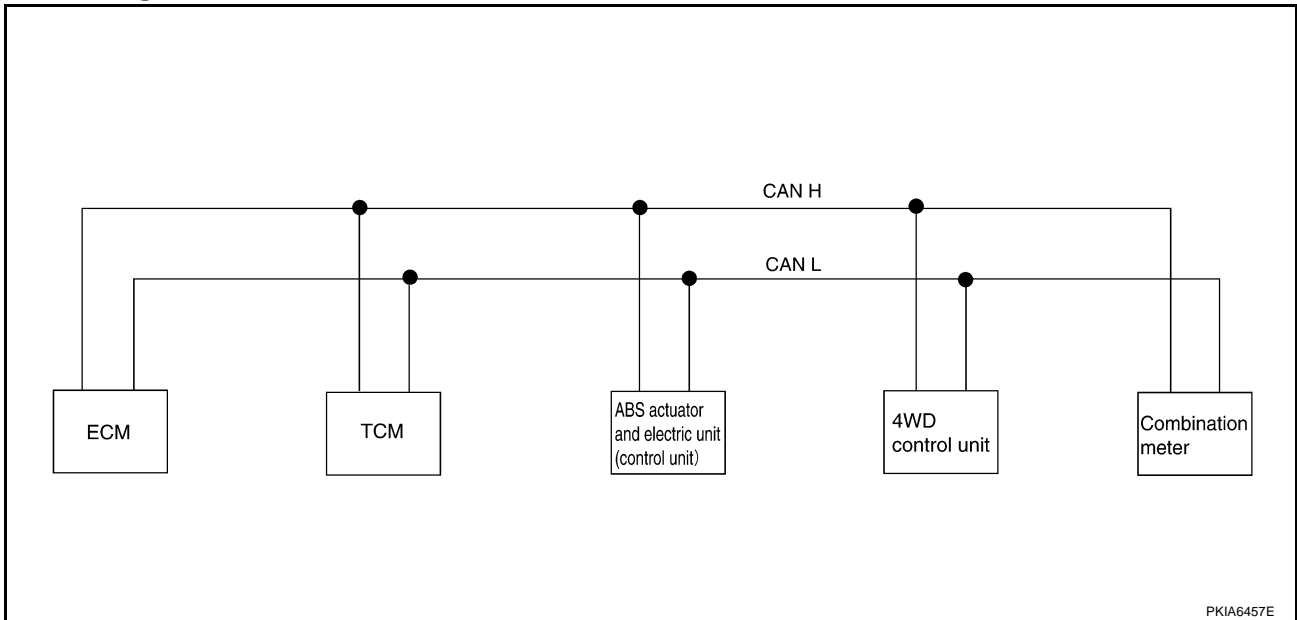 CAN H
CAN L
ECM
TCM
ABS actuator
and electric unit
(control unit)
4WD
control unit
Combination
meter
PKIA6457E